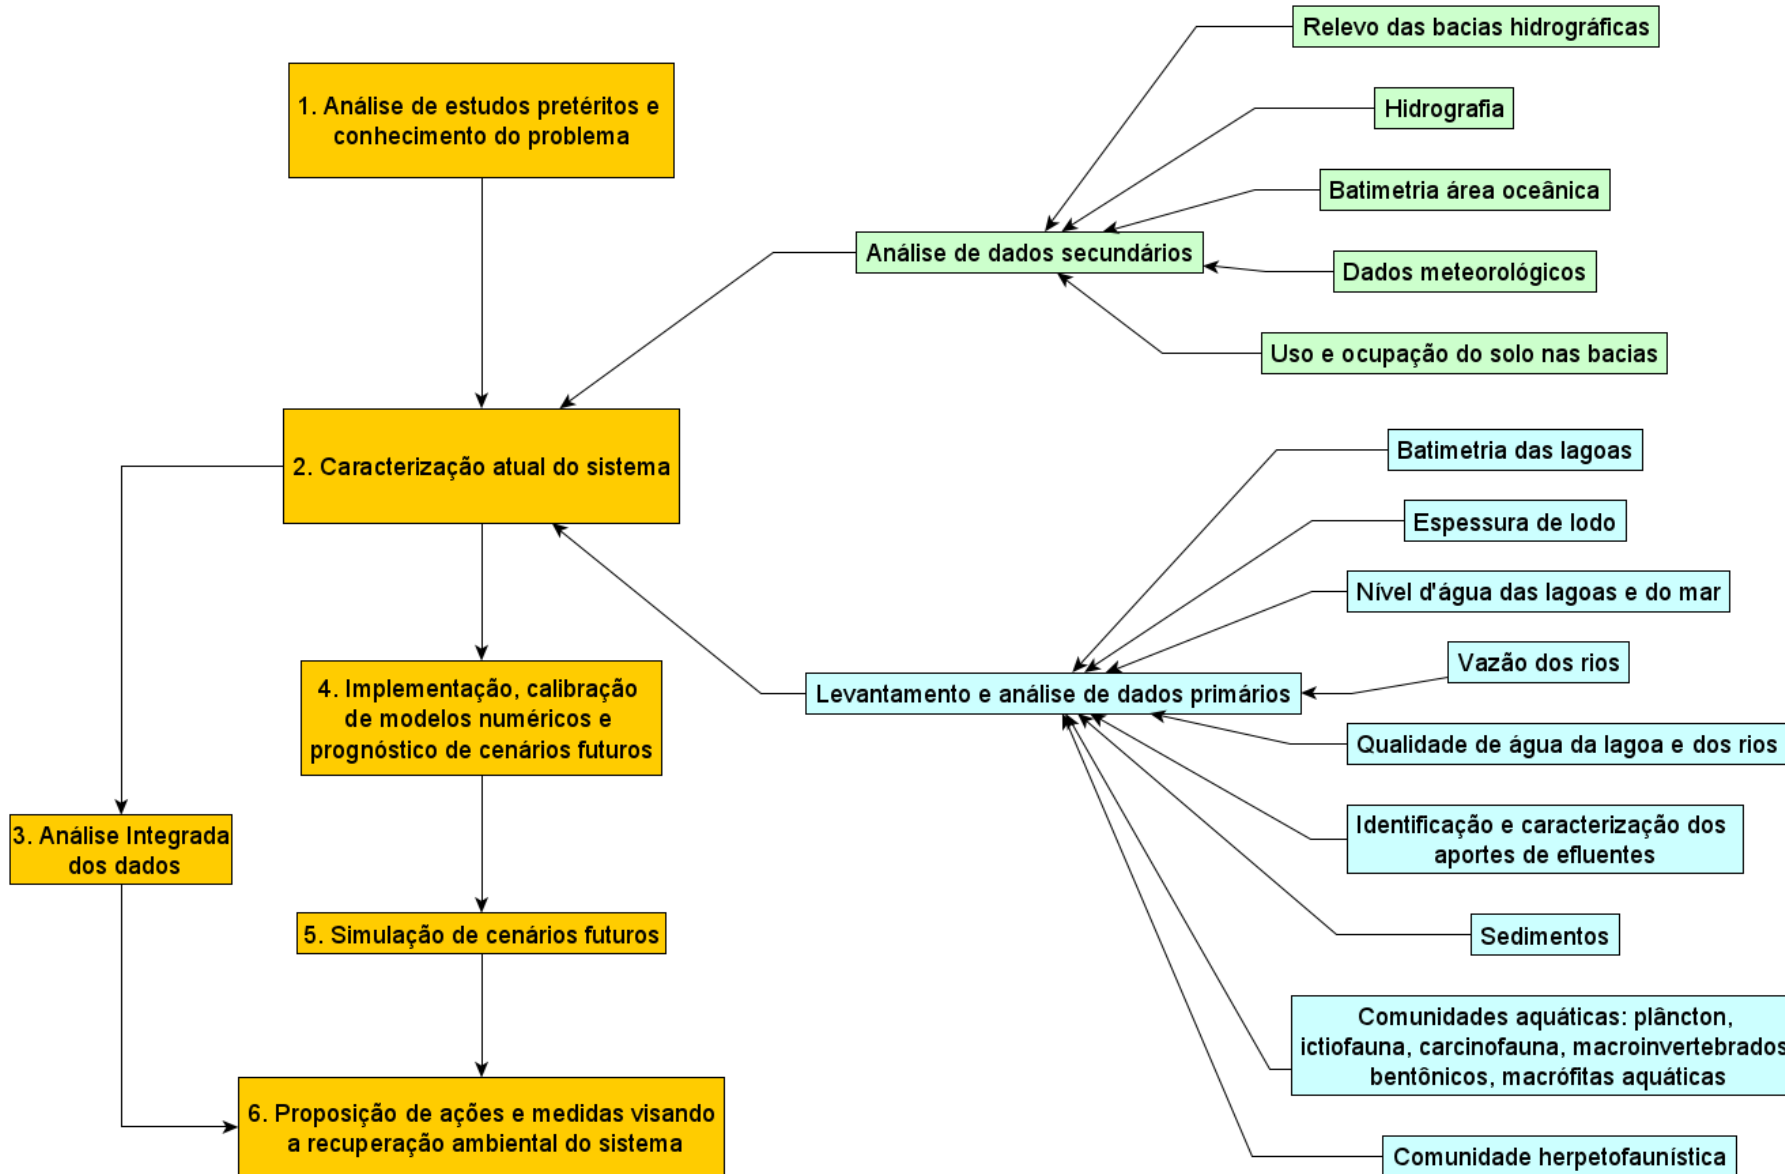 Relevo das bacias hidrográficas
1. Análise de estudos pretéritos e
conhecimento do problema
Hidrografia
Batimetria área oceânica
Análise de dados secundários
Dados meteorológicos
Uso e ocupação do solo nas bacias
2. Caracterização atual do sistema
Batimetria das lagoas
Espessura de lodo
Nível d'água das lagoas e do mar
Vazão dos rios
Levantamento e análise de dados primários
4. Implementação, calibração
de modelos numéricos e
prognóstico de cenários futuros
Qualidade de água da lagoa e dos rios
3. Análise Integrada
dos dados
Identificação e caracterização dos
aportes de efluentes
5. Simulação de cenários futuros
Sedimentos
Comunidades aquáticas: plâncton,
ictiofauna, carcinofauna, macroinvertebrados
bentônicos, macrófitas aquáticas
6. Proposição de ações e medidas visando
a recuperação ambiental do sistema
Comunidade herpetofaunística